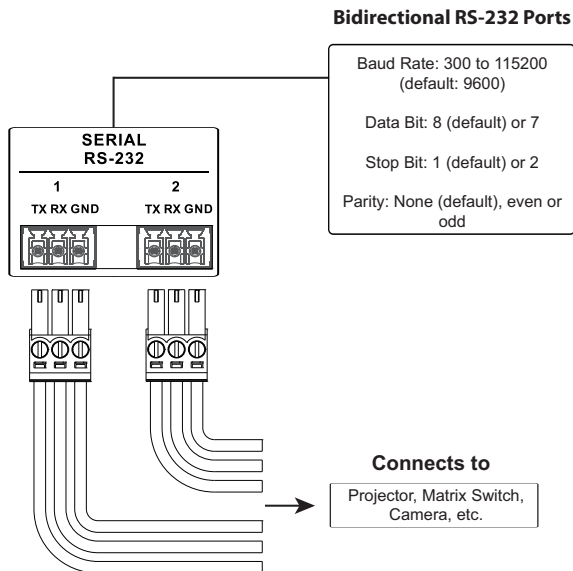 Bidirectional RS-232 Ports
Baud Rate: 300 to 115200
(default: 9600)
Data Bit: 8 (default) or 7
Stop Bit: 1 (default) or 2
Parity: None (default), even or
odd
SERIAL
RS-232
1 2
TX RX GND TX RX GND
Connects to
Projector, Matrix Switch,
Camera, etc.